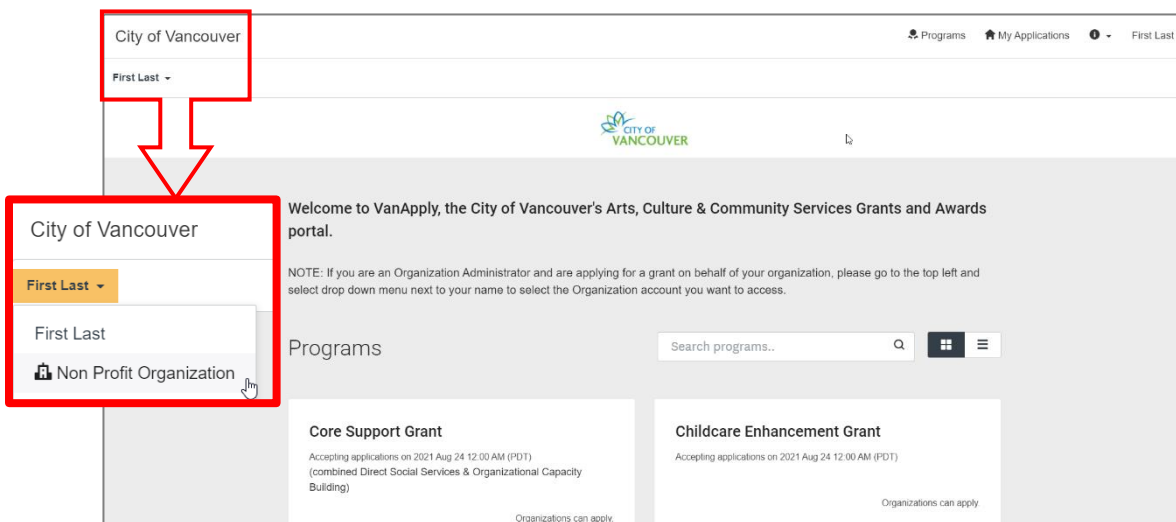 City of Vancouver
Programs
My Applications
First Last
First Last
CITY OF
VANCOUVER
City of Vancouver
First Last
First Last
Non Profit Organization
Welcome to VanApply, the City of Vancouver's Arts, Culture & Community Services Grants and Awards
portal.
NOTE: If you are an Organization Administrator and are applying for a grant on behalf of your organization, please go to the top left and
select drop down menu next to your name to select the Organization account you want to access.
Programs
Search programs..
Core Support Grant
Accepting applications on 2021 Aug 24 12:00 AM (PDT)
(combined Direct Social Services & Organizational Capacity
Building)
Organizations can apply.
Childcare Enhancement Grant
Accepting applications on 2021 Aug 24 12:00 AM (PDT)
Organizations can apply